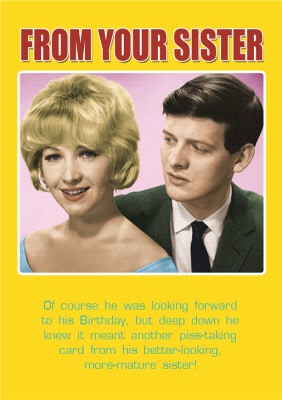 FROM YOUR SISTER
Of course he was looking forward
to his Birthday, but deep down he
knew it meant another piss-taking
card from his better-looking,
more-mature sister!